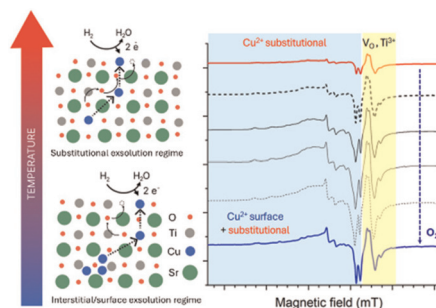 TEMPERATURE
H₂ H₂O
2 e⁻
Substitutional exsolution regime
H₂ H₂O
2 e⁻
O
Ti
Cu
Sr
Interstitial/surface exsolution regime
Cu²⁺ substitutional
V₀, Ti³⁺
Cu²⁺ surface
+ substitutional
Magnetic field (mT)